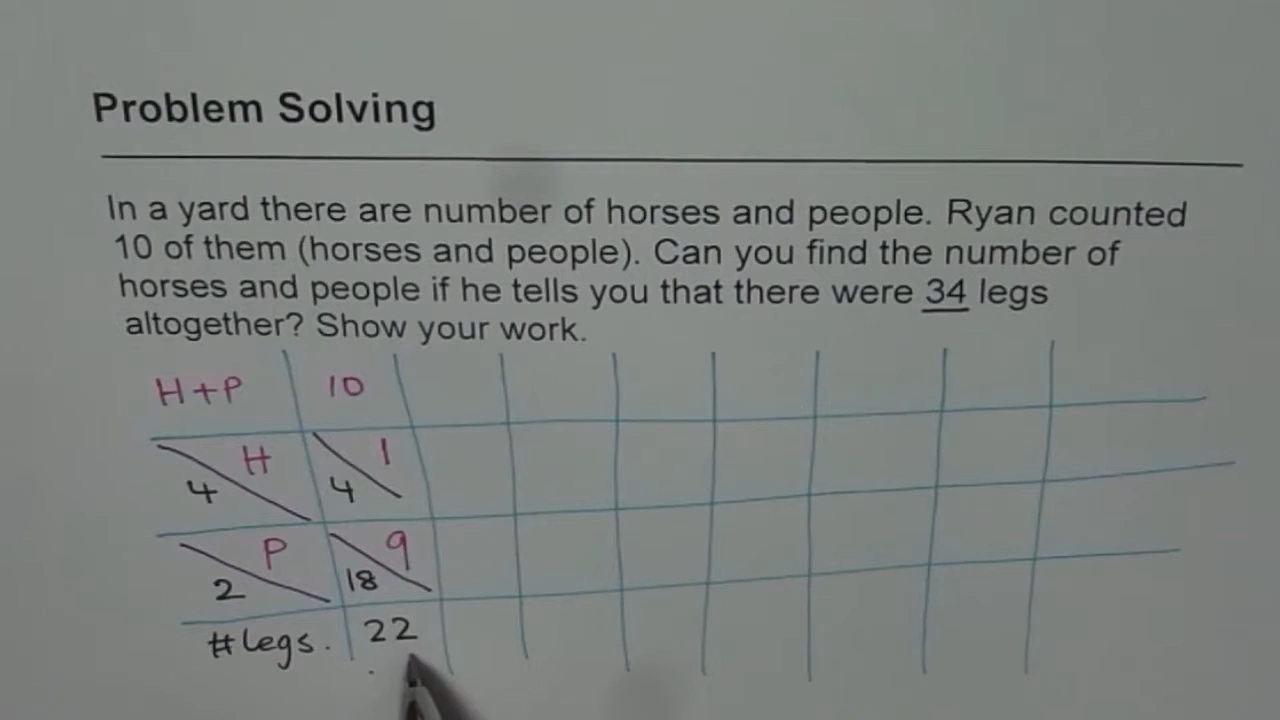 Problem Solving
In a yard there are number of horses and people. Ryan counted
10 of them (horses and people). Can you find the number of
horses and people if he tells you that there were 34 legs
altogether? Show your work.
H+P 10
H 1
4 4
P 9
2 18
# legs. 22